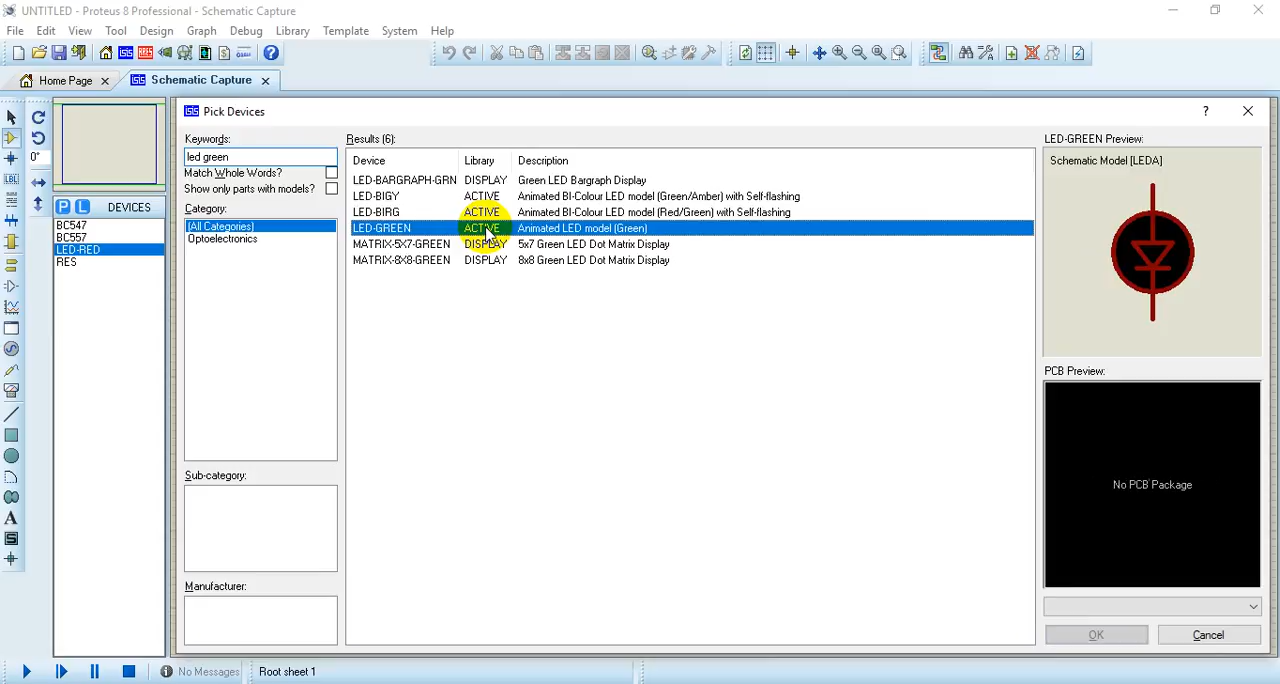 UNTITLED - Proteus 8 Professional - Schematic Capture
File Edit View Tool Design Graph Debug Library Template System Help
Home Page
Schematic Capture
0°
LBL
P L DEVICES
BC547
BC557
LED-RED
RES
A
S
Pick Devices
?
Keywords:
led green
Match Whole Words?
Show only parts with models?
Category:
(All Categories)
Optoelectronics
Sub-category:
Manufacturer:
Results (6):
Device Library Description
LED-BARGRAPH-GRN DISPLAY Green LED Bargraph Display
LED-BIGY ACTIVE Animated BI-Colour LED model (Green/Amber) with Self-flashing
LED-BIRG ACTIVE Animated BI-Colour LED model (Red/Green) with Self-flashing
LED-GREEN ACTIVE Animated LED model (Green)
MATRIX-5X7-GREEN DISPLAY 5x7 Green LED Dot Matrix Display
MATRIX-8X8-GREEN DISPLAY 8x8 Green LED Dot Matrix Display
LED-GREEN Preview:
Schematic Model [LEDA]
PCB Preview:
No PCB Package
OK Cancel
No Messages Root sheet 1